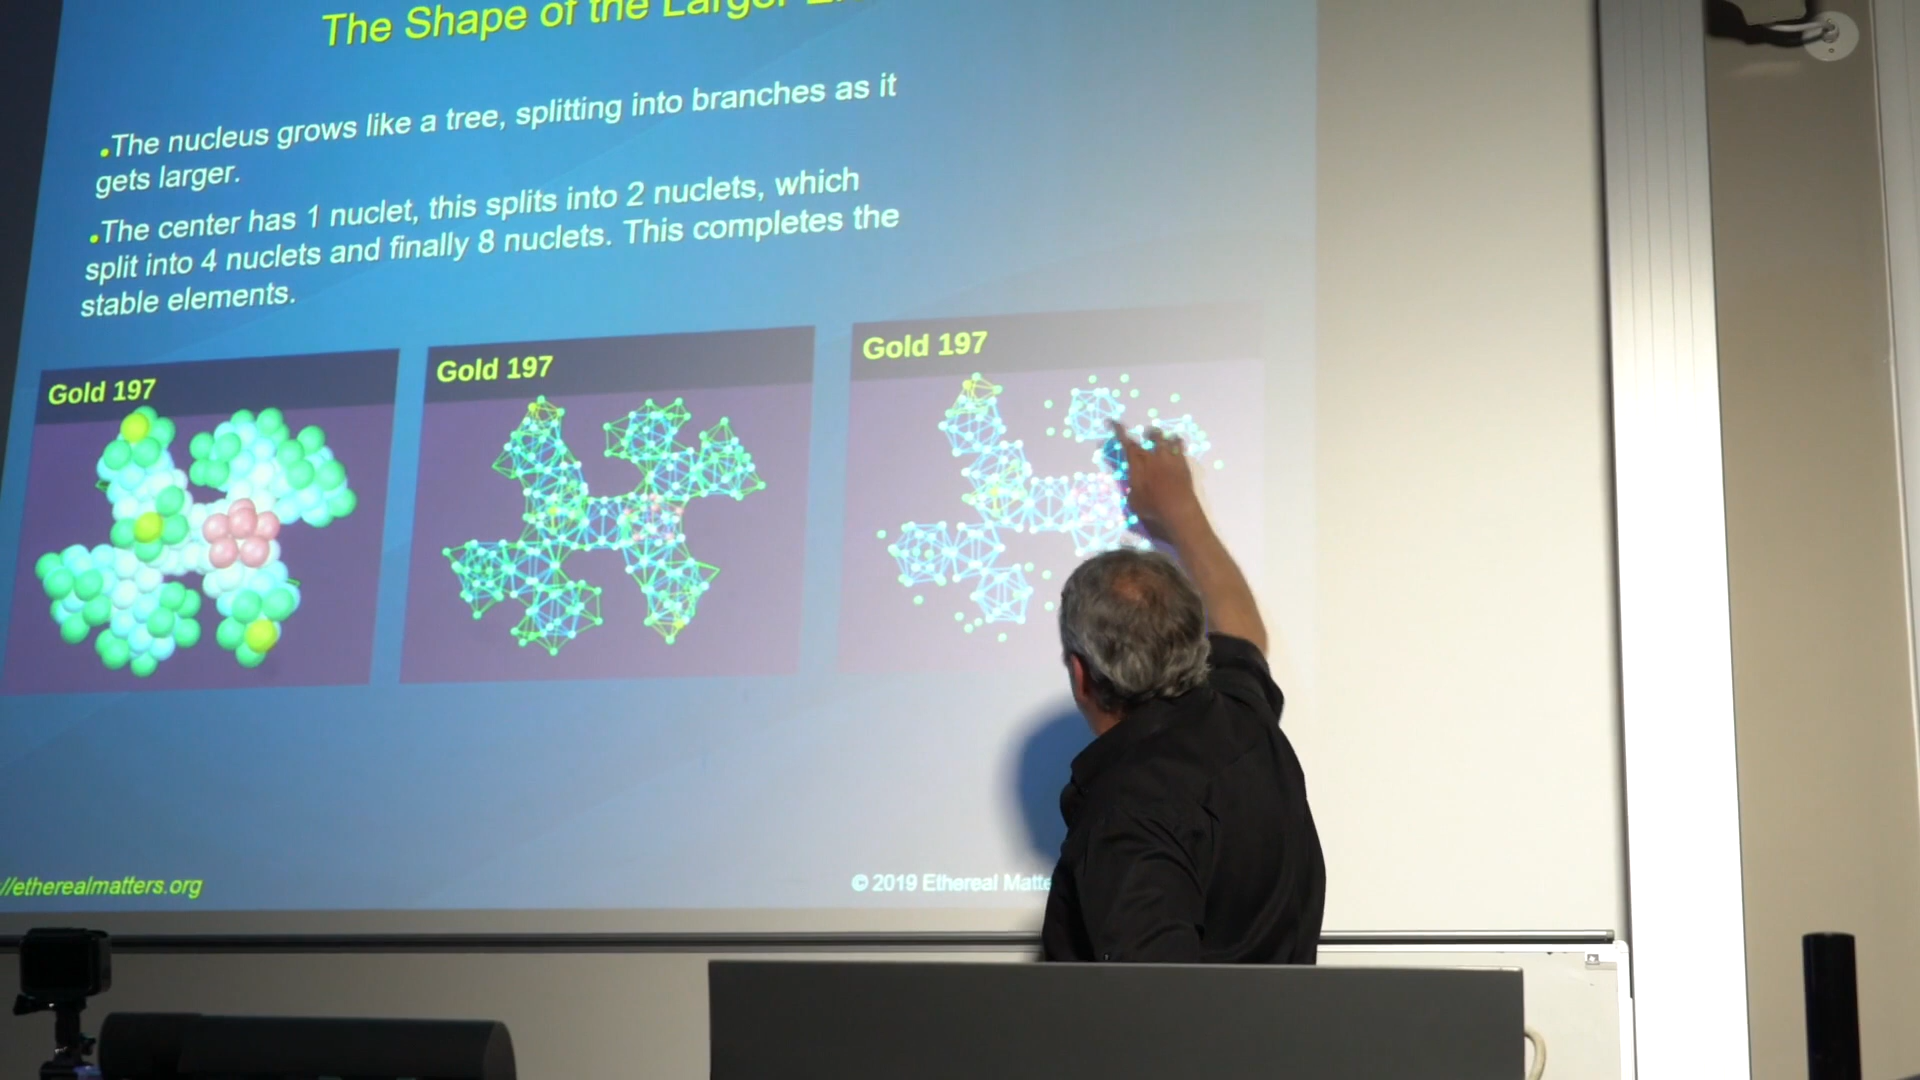 The Shape of the Larger
•The nucleus grows like a tree, splitting into branches as it
gets larger.
•The center has 1 nuclet, this splits into 2 nuclets, which
split into 4 nuclets and finally 8 nuclets. This completes the
stable elements.
Gold 197
Gold 197
Gold 197
//etherealmatters.org
© 2019 Ethereal Matte